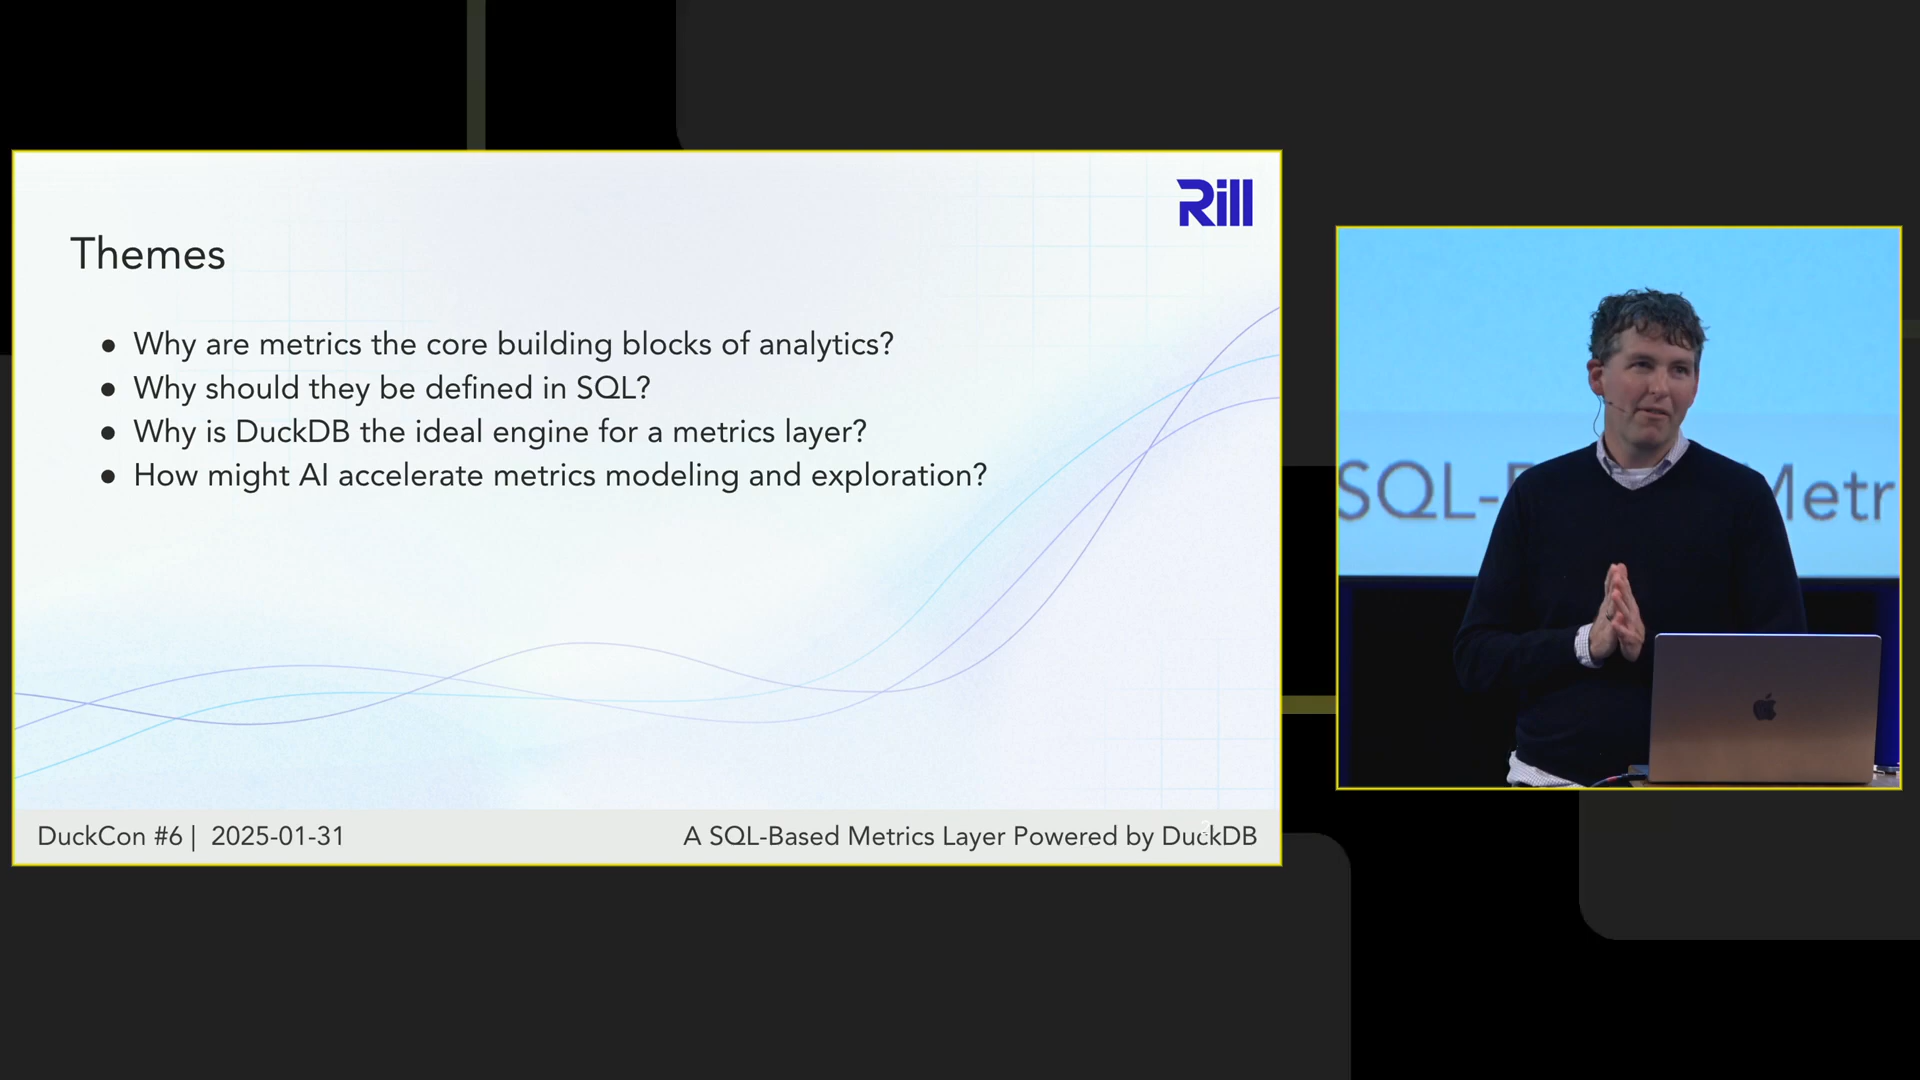 Rill
Themes
● Why are metrics the core building blocks of analytics?
● Why should they be defined in SQL?
● Why is DuckDB the ideal engine for a metrics layer?
● How might AI accelerate metrics modeling and exploration?
DuckCon #6 | 2025-01-31
A SQL-Based Metrics Layer Powered by DuckDB
SQL-
Metr